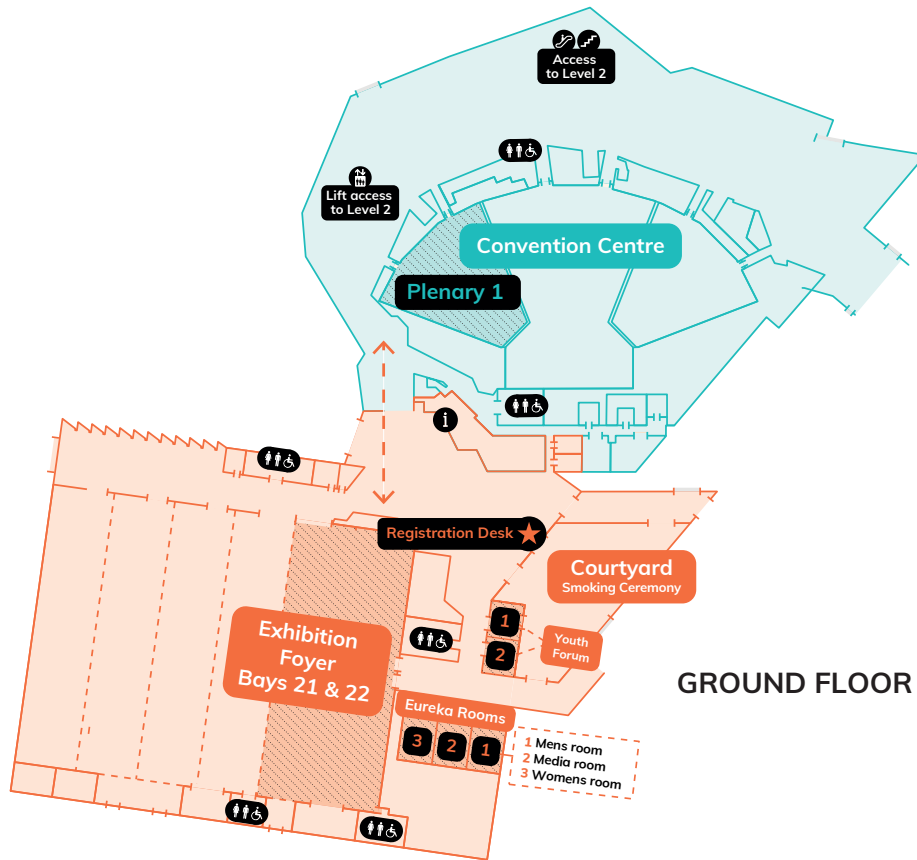 Access
to Level 2
Lift access
to Level 2
Convention Centre
Plenary 1
i
Registration Desk
Courtyard
Smoking Ceremony
1
2
Youth
Forum
Exhibition
Foyer
Bays 21 & 22
GROUND FLOOR
Eureka Rooms
3 2 1
1 Mens room
2 Media room
3 Womens room